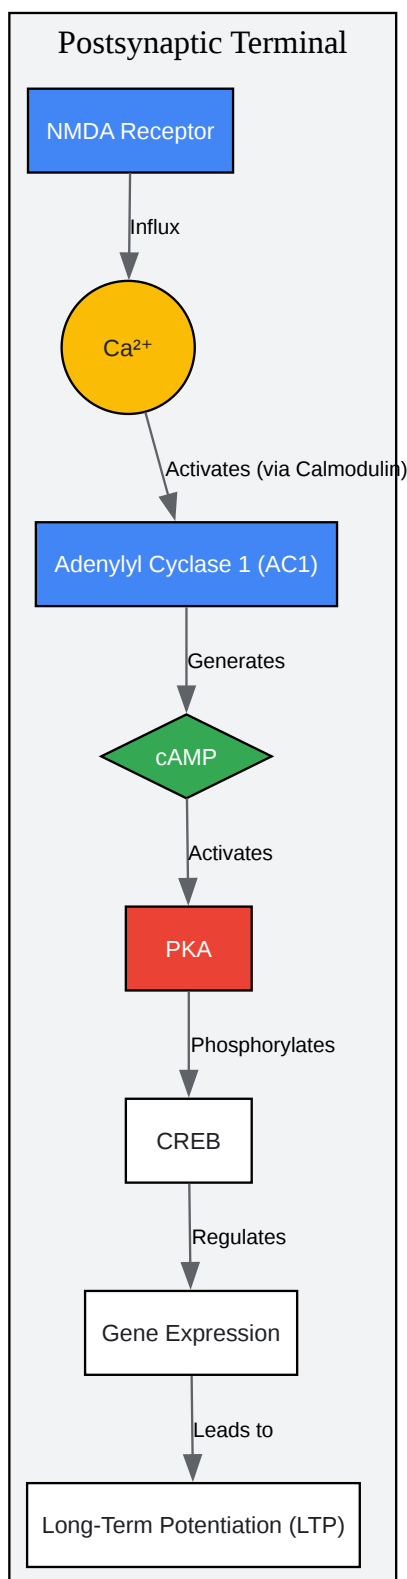 Postsynaptic Terminal
NMDA Receptor
Influx
Ca²⁺
Activates (via Calmodulin)
Adenylyl Cyclase 1 (AC1)
Generates
cAMP
Activates
PKA
Phosphorylates
CREB
Regulates
Gene Expression
Leads to
Long-Term Potentiation (LTP)